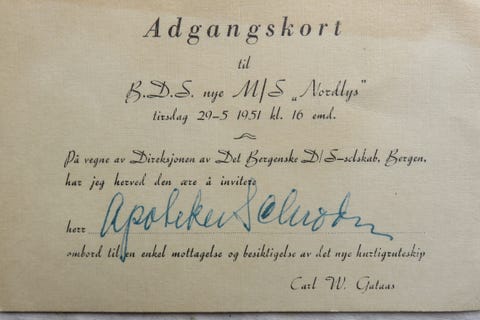 Adgangskort
til
B.D.S. nye M/S „Nordlys”
tirsdag 29-5 1951 kl. 16 emd.
På vegne av Direksjonen av Det Bergenske D/S-selskab, Bergen,
har jeg herved den ære å invitere
herr Apoteker Schrøder
ombord til en enkel mottagelse og besiktigelse av det nye hurtigruteskip
Carl W. Gataas